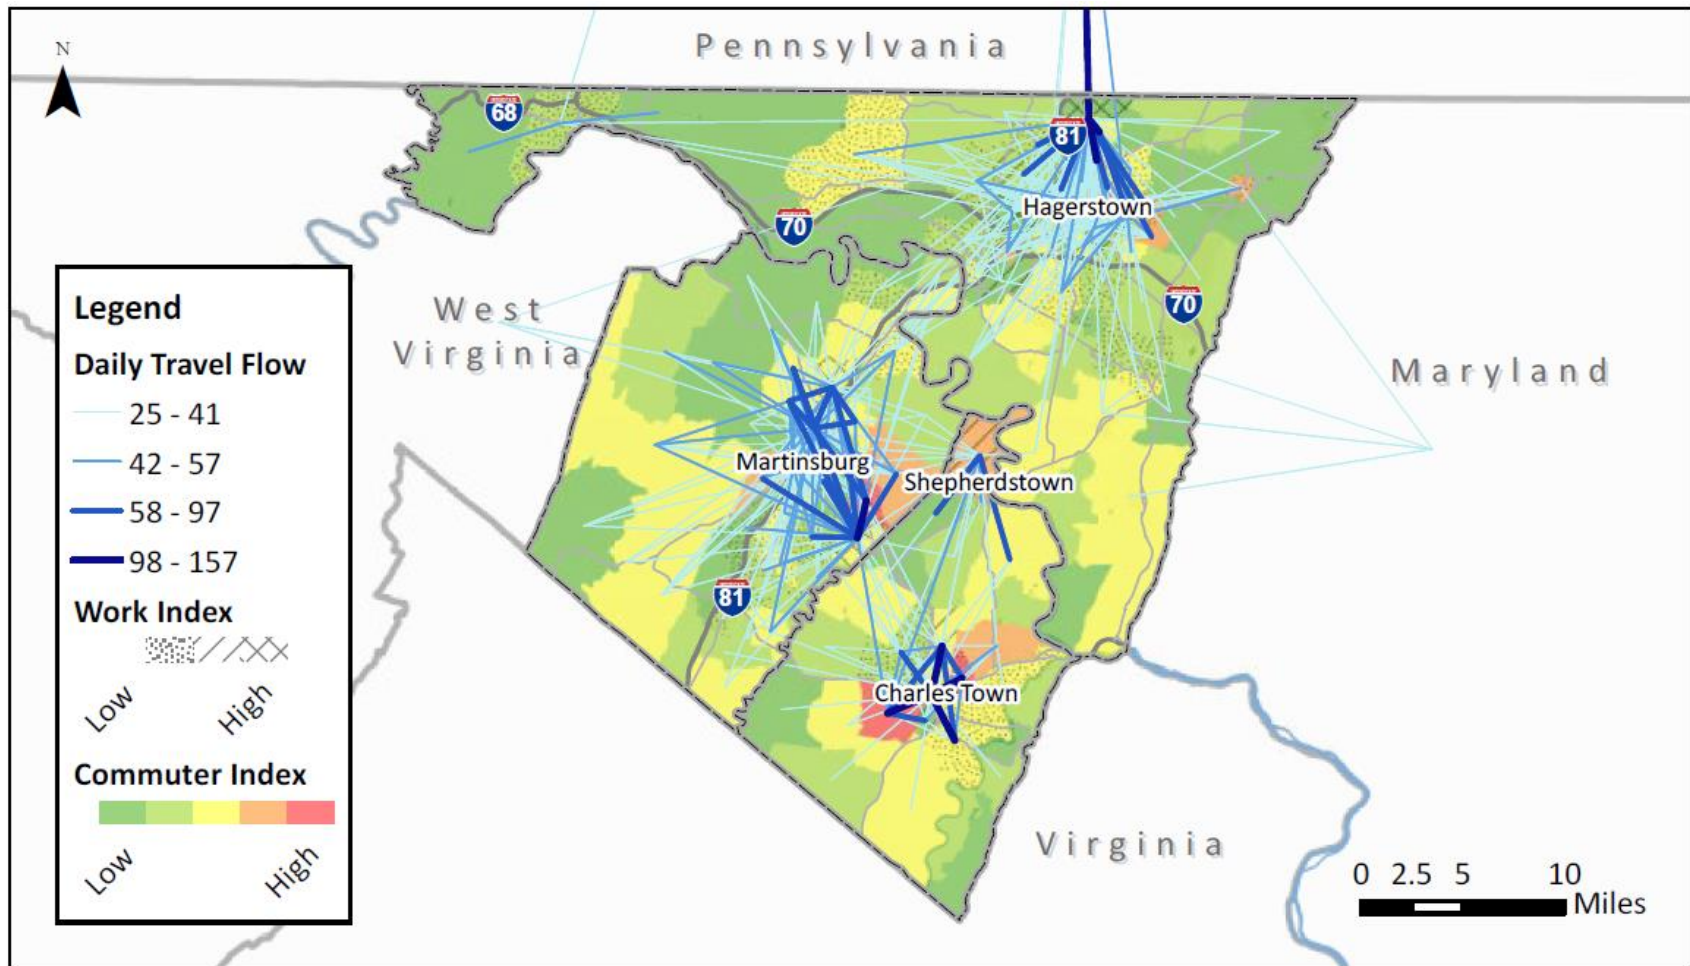 Pennsylvania
N
68
81
Hagerstown
70
70
West
Virginia
Maryland
Martinsburg
Shepherdstown
81
Charles Town
Virginia
Legend
Daily Travel Flow
25 - 41
42 - 57
58 - 97
98 - 157
Work Index
Low High
Commuter Index
Low High
0 2.5 5 10
Miles